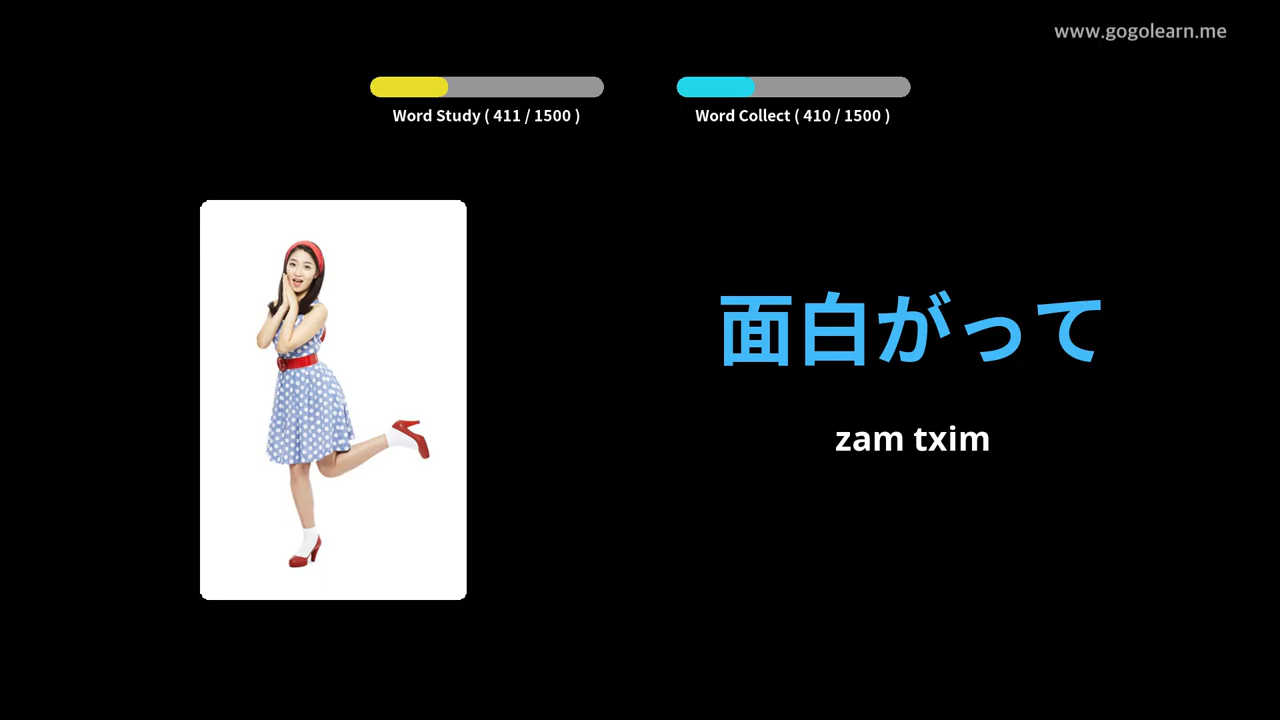 www.gogolearn.me
Word Study ( 411 / 1500 )
Word Collect ( 410 / 1500 )
面白がって
zam txim